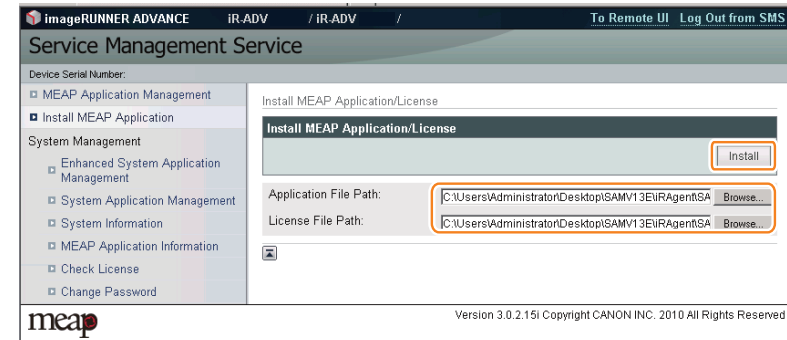 imageRUNNER ADVANCE iR-ADV / iR-ADV / To Remote UI Log Out from SMS
Service Management Service
Device Serial Number:
MEAP Application Management
Install MEAP Application/License
Install MEAP Application
Install MEAP Application/License
System Management
Install
Enhanced System Application
Management
Application File Path: C:\Users\Administrator\Desktop\SAMV13E\iRAgent\SA Browse...
System Application Management
License File Path: C:\Users\Administrator\Desktop\SAMV13E\iRAgent\SA Browse...
System Information
MEAP Application Information
Check License
Change Password
meap
Version 3.0.2.15i Copyright CANON INC. 2010 All Rights Reserved